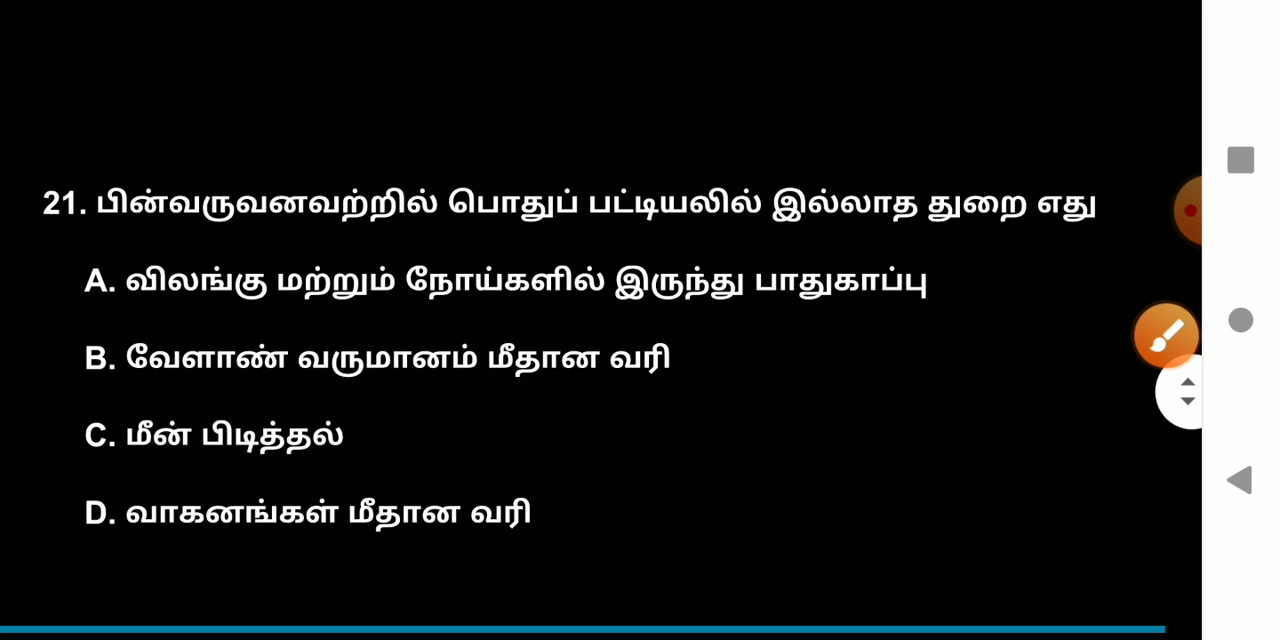 21. பின்வருவனவற்றில் பொதுப் பட்டியலில் இல்லாத துறை எது
A. விலங்கு மற்றும் நோய்களில் இருந்து பாதுகாப்பு
B. வேளாண் வருமானம் மீதான வரி
C. மீன் பிடித்தல்
D. வாகனங்கள் மீதான வரி